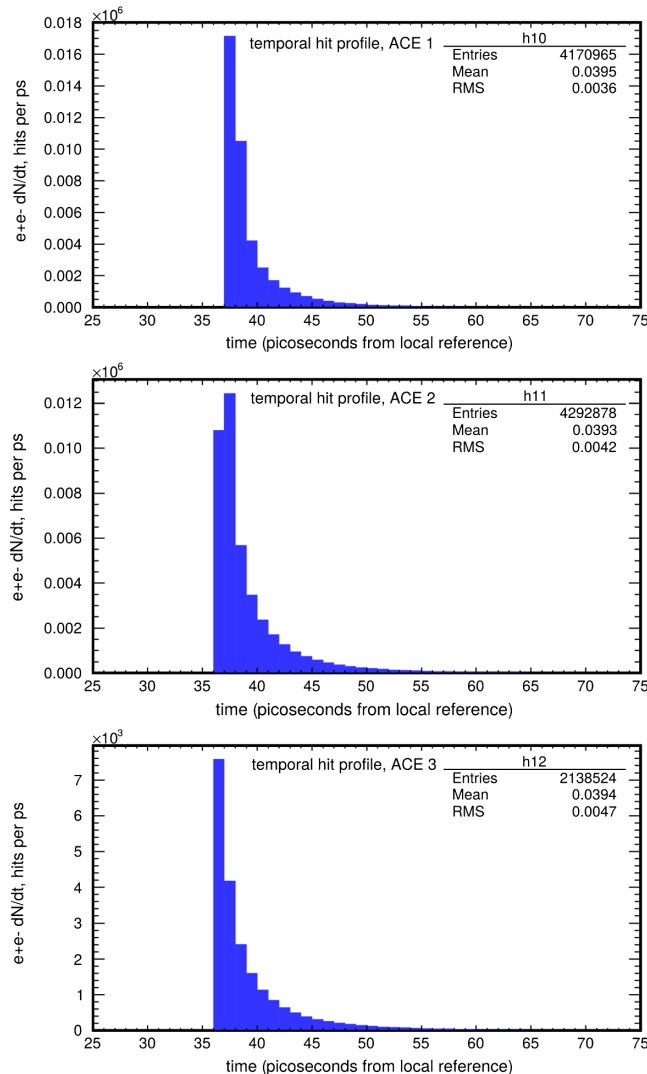 ×10⁶
temporal hit profile, ACE 1
h10
Entries 4170965
Mean 0.0395
RMS 0.0036
e+e- dN/dt, hits per ps
0.018
0.016
0.014
0.012
0.010
0.008
0.006
0.004
0.002
0.000
25 30 35 40 45 50 55 60 65 70 75
time (picoseconds from local reference)
×10⁶
temporal hit profile, ACE 2
h11
Entries 4292878
Mean 0.0393
RMS 0.0042
e+e- dN/dt, hits per ps
0.012
0.010
0.008
0.006
0.004
0.002
0.000
25 30 35 40 45 50 55 60 65 70 75
time (picoseconds from local reference)
×10³
temporal hit profile, ACE 3
h12
Entries 2138524
Mean 0.0394
RMS 0.0047
e+e- dN/dt, hits per ps
7
6
5
4
3
2
1
0
25 30 35 40 45 50 55 60 65 70 75
time (picoseconds from local reference)